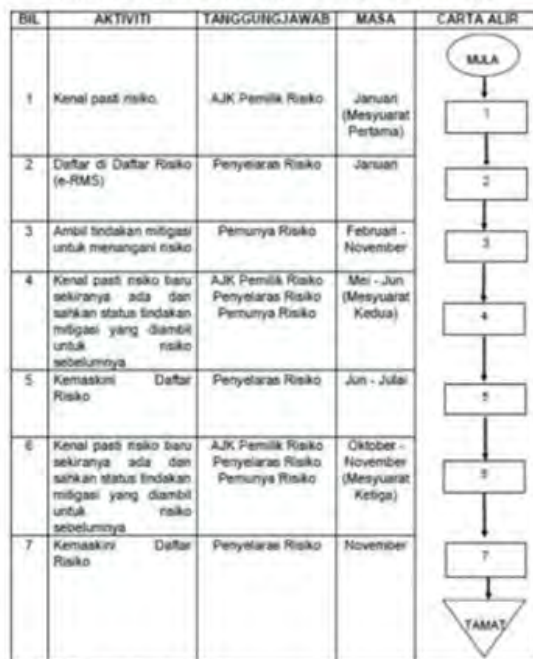 BIL AKTIVITI TANGGUNGJAWAB MASA CARTA ALIR
MULA
1 Kenal pasti risiko. AJK Pemilik Risiko Januari
(Mesyuarat
Pertama)
1
2 Daftar di Daftar Risiko
(e-RMS)
Penyelaras Risiko Januari
2
3 Ambil tindakan mitigasi
untuk menangani risiko
Pemunya Risiko Februari -
November
3
4 Kenal pasti risiko baru
sekiranya ada dan
sahkan status tindakan
mitigasi yang diambil
untuk risiko
sebelumnya
AJK Pemilik Risiko
Penyelaras Risiko
Pemunya Risiko
Mei - Jun
(Mesyuarat
Kedua)
4
5 Kemaskini Daftar
Risiko
Penyelaras Risiko Jun - Julai
5
6 Kenal pasti risiko baru
sekiranya ada dan
sahkan status tindakan
mitigasi yang diambil
untuk risiko
sebelumnya
AJK Pemilik Risiko
Penyelaras Risiko
Pemunya Risiko
Oktober -
November
(Mesyuarat
Ketiga)
6
7 Kemaskini Daftar
Risiko
Penyelaras Risiko November
7
TAMAT